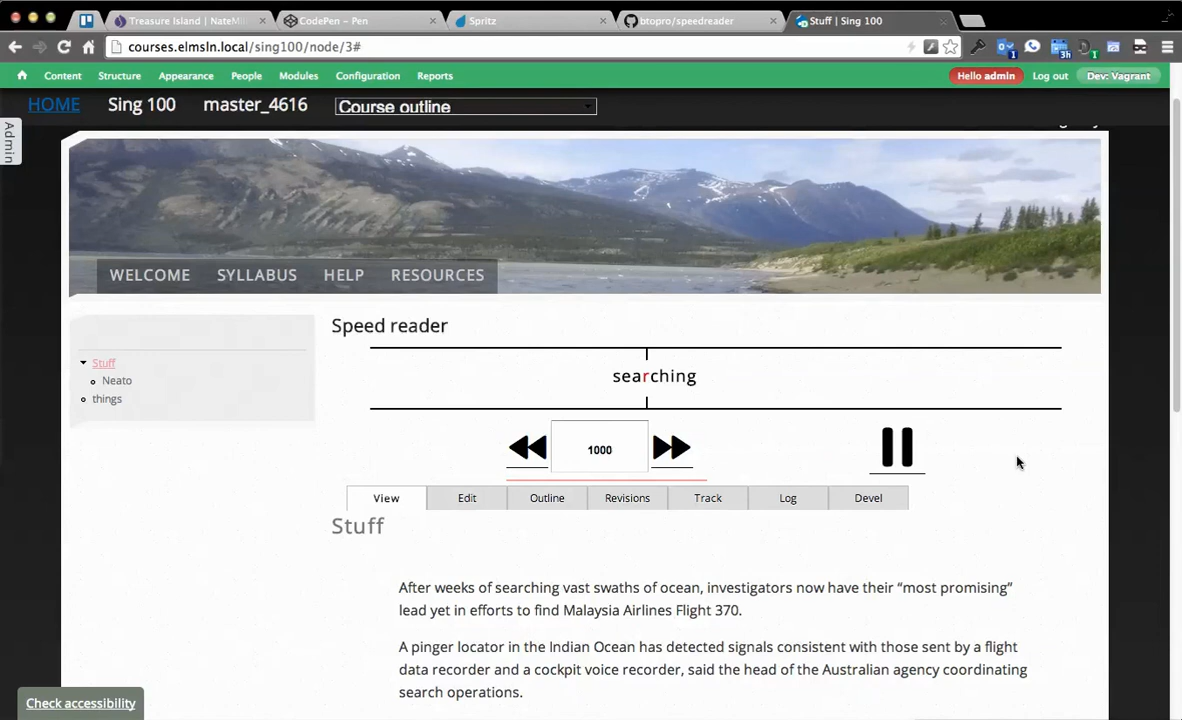 Treasure Island | NateMill
CodePen - Pen
Spritz
btopro/speedreader
Stuff | Sing 100
courses.elmsln.local/sing100/node/3#
Content Structure Appearance People Modules Configuration Reports
Hello admin Log out Dev: Vagrant
HOME Sing 100 master_4616 Course outline
Admin
WELCOME SYLLABUS HELP RESOURCES
Stuff
Neato
things
Speed reader
searching
1000
View Edit Outline Revisions Track Log Devel
Stuff
After weeks of searching vast swaths of ocean, investigators now have their “most promising”
lead yet in efforts to find Malaysia Airlines Flight 370.
A pinger locator in the Indian Ocean has detected signals consistent with those sent by a flight
data recorder and a cockpit voice recorder, said the head of the Australian agency coordinating
search operations.
Check accessibility